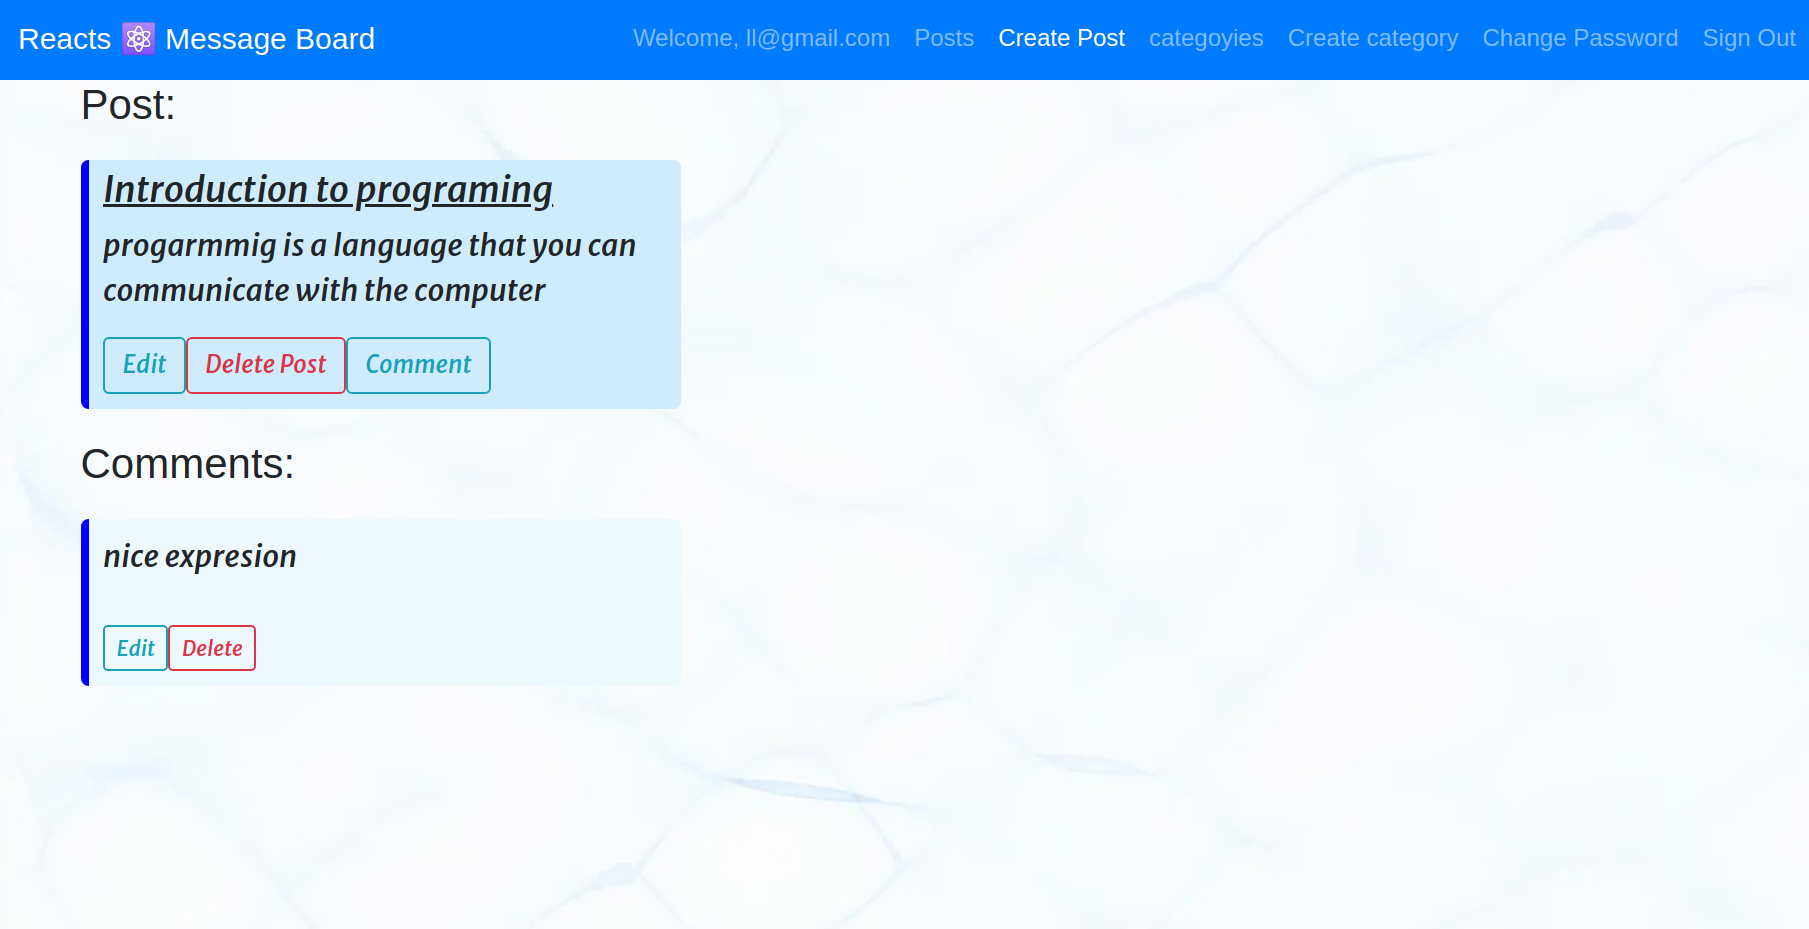 Reacts ⚛️ Message Board
Welcome, ll@gmail.com Posts Create Post categoyies Create category Change Password Sign Out
Post:
Introduction to programing
progarmmig is a language that you can
communicate with the computer
Edit Delete Post Comment
Comments:
nice expresion
Edit Delete